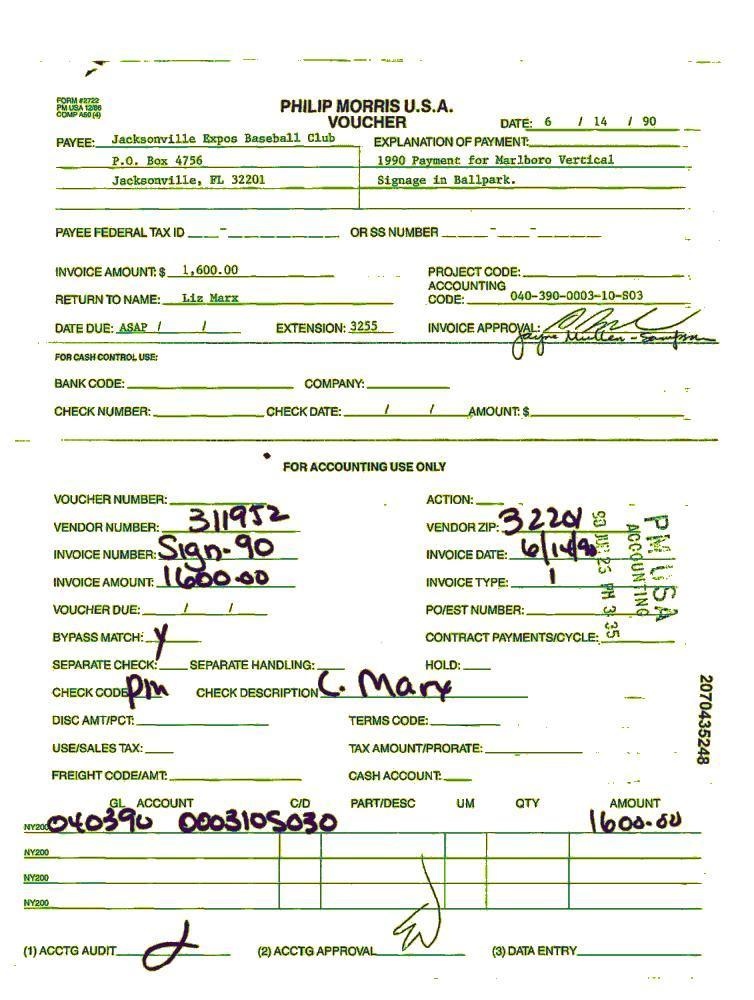 FORM #2722
PM USA 12/86
COMP A60 (4)
PHILIP MORRIS U.S.A.
VOUCHER
DATE: 6 / 14 / 90
PAYEE: Jacksonville Expos Baseball Club
P.O. Box 4756
Jacksonville, FL 32201
EXPLANATION OF PAYMENT:
1990 Payment for Marlboro Vertical
Signage in Ballpark.
PAYEE FEDERAL TAX ID - OR SS NUMBER - -
INVOICE AMOUNT: $ 1,600.00 PROJECT CODE:
RETURN TO NAME: Liz Marx ACCOUNTING CODE: 040-390-0003-10-S03
DATE DUE: ASAP / / EXTENSION: 3255 INVOICE APPROVAL:
Jayne Mullen-Sampson
FOR CASH CONTROL USE:
BANK CODE: COMPANY:
CHECK NUMBER: CHECK DATE: / / AMOUNT: $
FOR ACCOUNTING USE ONLY
VOUCHER NUMBER: ACTION:
VENDOR NUMBER: 311952 VENDOR ZIP: 32201
INVOICE NUMBER: Sign-90 INVOICE DATE: 6/14/90
INVOICE AMOUNT: 1600.00 INVOICE TYPE: 1
VOUCHER DUE: / / PO/EST NUMBER:
BYPASS MATCH: Y CONTRACT PAYMENTS/CYCLE:
PM USA
ACCOUNTING
25 PM 3:35
SEPARATE CHECK: SEPARATE HANDLING: HOLD:
CHECK CODE: pm CHECK DESCRIPTION: C. Marx
DISC AMT/PCT: TERMS CODE:
USE/SALES TAX: TAX AMOUNT/PRORATE:
FREIGHT CODE/AMT: CASH ACCOUNT:
2070435248
GL ACCOUNT C/D PART/DESC UM QTY AMOUNT
NY200 040390 000310S030 1600.00
NY200
NY200
NY200
(1) ACCTG AUDIT (2) ACCTG APPROVAL (3) DATA ENTRY